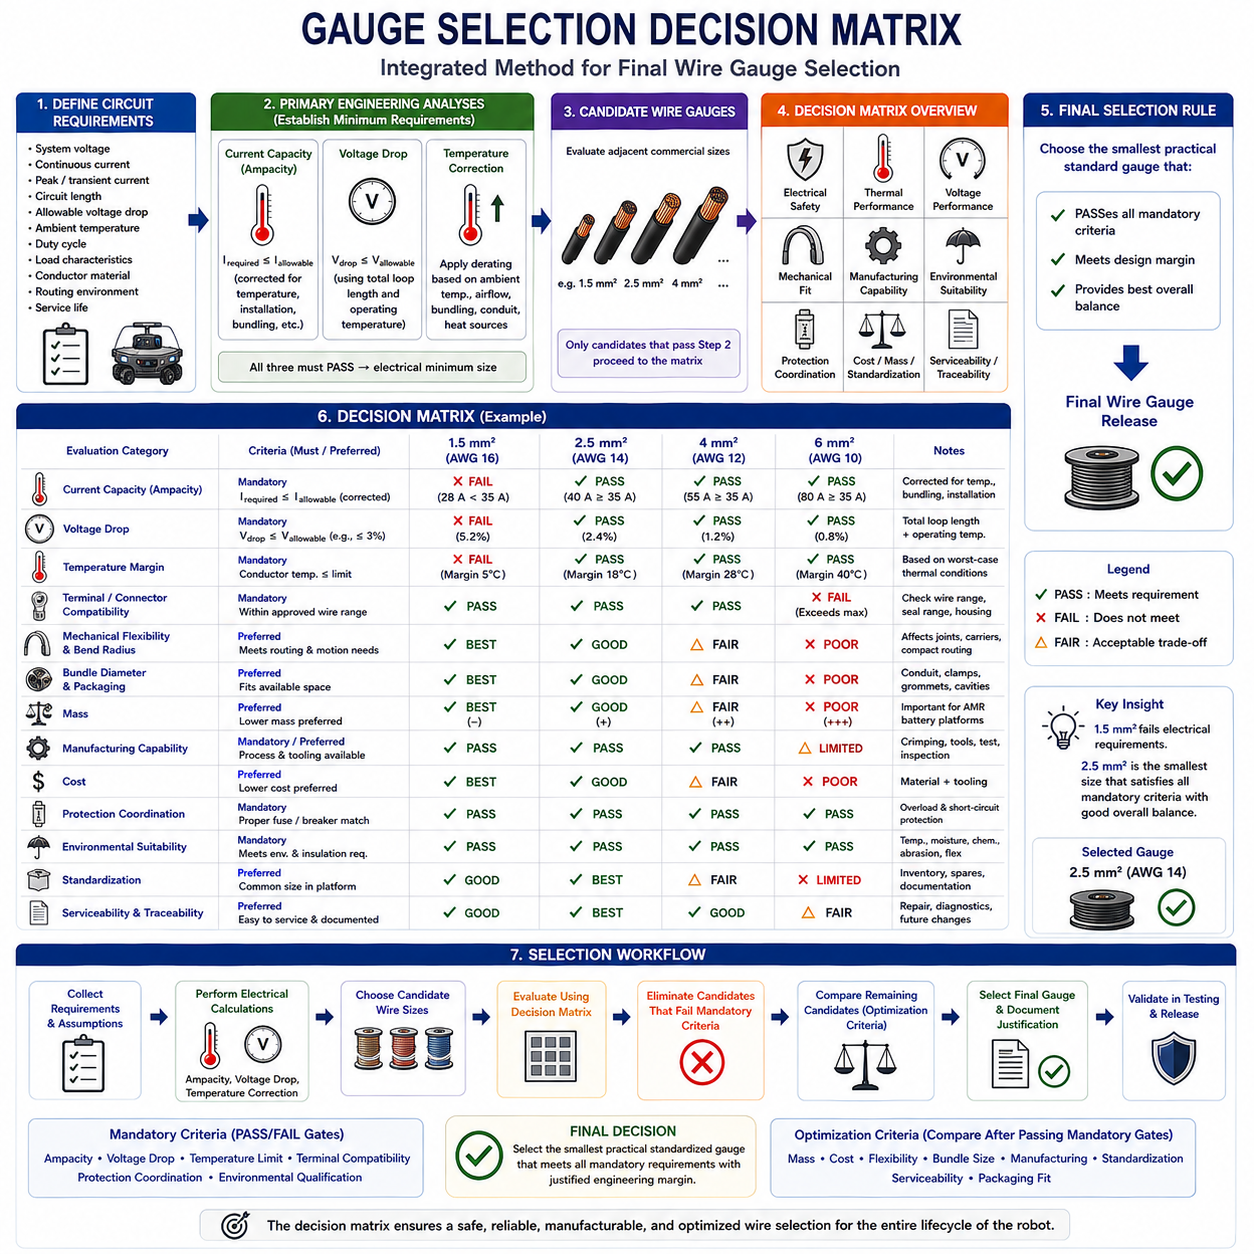 GAUGE SELECTION DECISION MATRIX
Integrated Method for Final Wire Gauge Selection
1. DEFINE CIRCUIT
REQUIREMENTS
• System voltage
• Continuous current
• Peak / transient current
• Circuit length
• Allowable voltage drop
• Ambient temperature
• Duty cycle
• Load characteristics
• Conductor material
• Routing environment
• Service life
2. PRIMARY ENGINEERING ANALYSES
(Establish Minimum Requirements)
Current Capacity
(Ampacity)
I required ≤ I allowable
(corrected for
temperature,
installation,
bundling, etc.)
Voltage Drop
V
V drop ≤ V allowable
(using total loop
length and
operating
temperature)
Temperature
Correction
Apply derating
based on ambient
temp., airflow,
bundling, conduit,
heat sources
All three must PASS → electrical minimum size
3. CANDIDATE WIRE GAUGES
Evaluate adjacent commercial sizes
...
e.g. 1.5 mm² 2.5 mm² 4 mm² ...
Only candidates that pass Step 2
proceed to the matrix
4. DECISION MATRIX OVERVIEW
Electrical
Safety
Thermal
Performance
V
Voltage
Performance
Mechanical
Fit
Manufacturing
Capability
Environmental
Suitability
Protection
Coordination
Cost / Mass /
Standardization
Serviceability /
Traceability
5. FINAL SELECTION RULE
Choose the smallest practical
standard gauge that:
PASSes all mandatory
criteria
Meets design margin
Provides best overall
balance
Final Wire Gauge
Release
6. DECISION MATRIX (Example)
Evaluation Category Criteria (Must / Preferred) 1.5 mm² (AWG 16) 2.5 mm² (AWG 14) 4 mm² (AWG 12) 6 mm² (AWG 10) Notes
Current Capacity (Ampacity) Mandatory ✕ FAIL ✓ PASS ✓ PASS ✓ PASS Corrected for temp.,
I required ≤ I allowable (corrected) (28 A < 35 A) (40 A ≥ 35 A) (55 A ≥ 35 A) (80 A ≥ 35 A) bundling, installation
V Voltage Drop Mandatory ✕ FAIL ✓ PASS ✓ PASS ✓ PASS Total loop length
V drop ≤ V allowable (e.g., ≤ 3%) (5.2%) (2.4%) (1.2%) (0.8%) + operating temp.
Temperature Margin Mandatory ✕ FAIL ✓ PASS ✓ PASS ✓ PASS Based on worst-case
Conductor temp. ≤ limit (Margin 5°C) (Margin 18°C) (Margin 28°C) (Margin 40°C) thermal conditions
Terminal / Connector Mandatory ✓ PASS ✓ PASS ✓ PASS ✕ FAIL Check wire range,
Compatibility Within approved wire range (Exceeds max) seal range, housing
Mechanical Flexibility Preferred ✓ BEST ✓ GOOD △ FAIR ✕ POOR Affects joints, carriers,
& Bend Radius Meets routing & motion needs compact routing
Bundle Diameter Preferred ✓ BEST ✓ GOOD △ FAIR ✕ POOR Conduit, clamps,
& Packaging Fits available space grommets, cavities
Mass Preferred ✓ BEST ✓ GOOD △ FAIR ✕ POOR Important for AMR
Lower mass preferred (−) (+) (++) (+++) battery platforms
Manufacturing Capability Mandatory / Preferred ✓ PASS ✓ PASS ✓ PASS △ LIMITED Crimping, tools, test,
Process & tooling available inspection
$ Cost Preferred ✓ BEST ✓ GOOD △ FAIR ✕ POOR Material + tooling
Lower cost preferred
Protection Coordination Mandatory ✓ PASS ✓ PASS ✓ PASS ✓ PASS Overload & short-circuit
Proper fuse / breaker match protection
Environmental Suitability Mandatory ✓ PASS ✓ PASS ✓ PASS ✓ PASS Temp., moisture, chem.,
Meets env. & insulation req. abrasion, flex
Standardization Preferred ✓ GOOD ✓ BEST △ FAIR ✕ LIMITED Inventory, spares,
Common size in platform documentation
Serviceability & Traceability Preferred ✓ GOOD ✓ BEST ✓ GOOD △ FAIR Repair, diagnostics,
Easy to service & documented future changes
Legend
✓ PASS : Meets requirement
✕ FAIL : Does not meet
△ FAIR : Acceptable trade-off
Key Insight
1.5 mm² fails electrical
requirements.
2.5 mm² is the smallest
size that satisfies all
mandatory criteria with
good overall balance.
Selected Gauge
2.5 mm² (AWG 14)
7. SELECTION WORKFLOW
Collect
Requirements
& Assumptions
Perform Electrical
Calculations
V
Ampacity, Voltage Drop,
Temperature Correction
Choose Candidate
Wire Sizes
Evaluate Using
Decision Matrix
Eliminate Candidates
That Fail Mandatory
Criteria
Compare Remaining
Candidates (Optimization
Criteria)
Select Final Gauge
& Document
Justification
Validate in Testing
& Release
Mandatory Criteria (PASS/FAIL Gates)
Ampacity • Voltage Drop • Temperature Limit • Terminal Compatibility
Protection Coordination • Environmental Qualification
FINAL DECISION
Select the smallest practical standardized gauge
that meets all mandatory requirements with
justified engineering margin.
Optimization Criteria (Compare After Passing Mandatory Gates)
Mass • Cost • Flexibility • Bundle Size • Manufacturing • Standardization
Serviceability • Packaging Fit
The decision matrix ensures a safe, reliable, manufacturable, and optimized wire selection for the entire lifecycle of the robot.